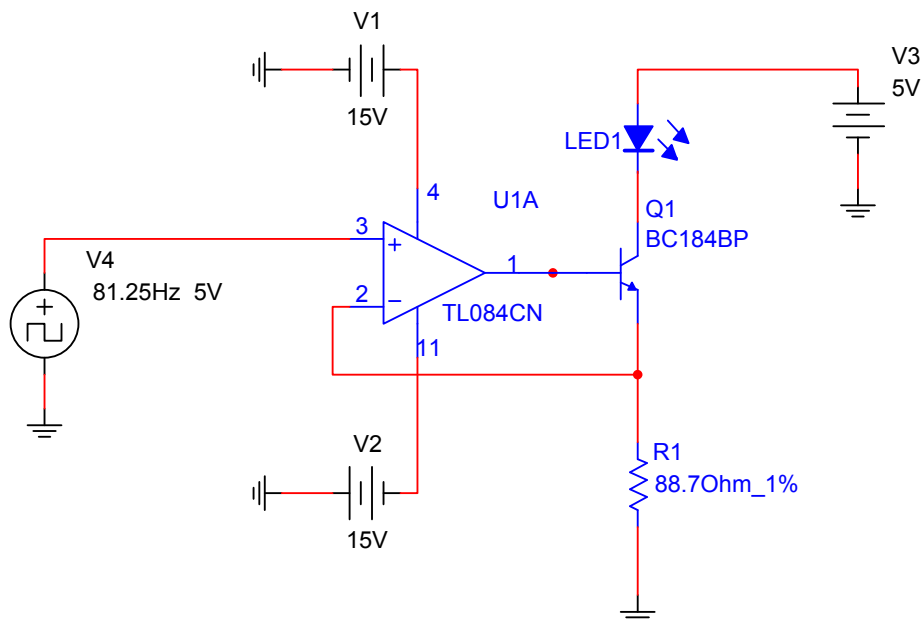 V1
15V
V3
5V
LED1
4
U1A
Q1
BC184BP
3
V4
81.25Hz 5V
1
2
TL084CN
11
V2
15V
R1
88.7Ohm_1%